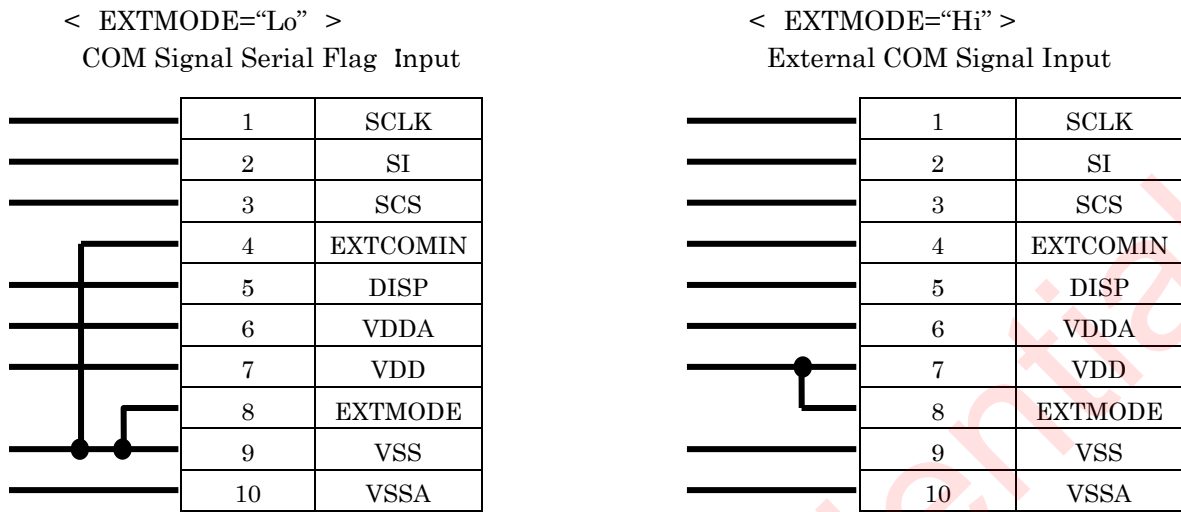 < EXTMODE=“Lo” >
COM Signal Serial Flag Input
1 SCLK
2 SI
3 SCS
4 EXTCOMIN
5 DISP
6 VDDA
7 VDD
8 EXTMODE
9 VSS
10 VSSA
< EXTMODE=“Hi” >
External COM Signal Input
1 SCLK
2 SI
3 SCS
4 EXTCOMIN
5 DISP
6 VDDA
7 VDD
8 EXTMODE
9 VSS
10 VSSA
ential